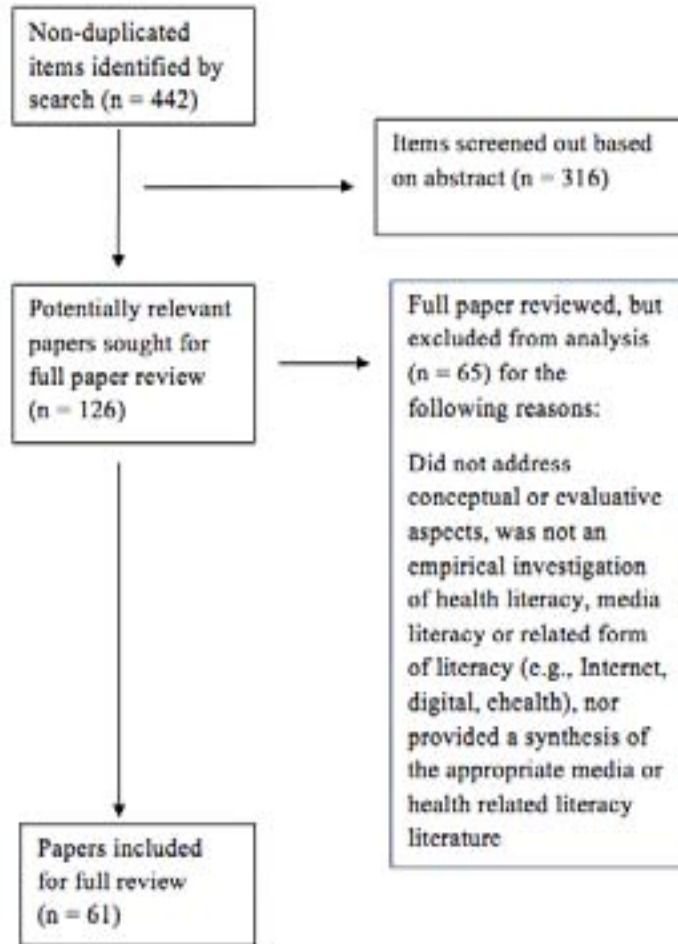 Non-duplicated
items identified by
search (n = 442)
Items screened out based
on abstract (n = 316)
Potentially relevant
papers sought for
full paper review
(n = 126)
Full paper reviewed, but
excluded from analysis
(n = 65) for the
following reasons:
Did not address
conceptual or evaluative
aspects, was not an
empirical investigation
of health literacy, media
literacy or related form
of literacy (e.g., Internet,
digital, ehealth), nor
provided a synthesis of
the appropriate media or
health related literacy
literature
Papers included
for full review
(n = 61)